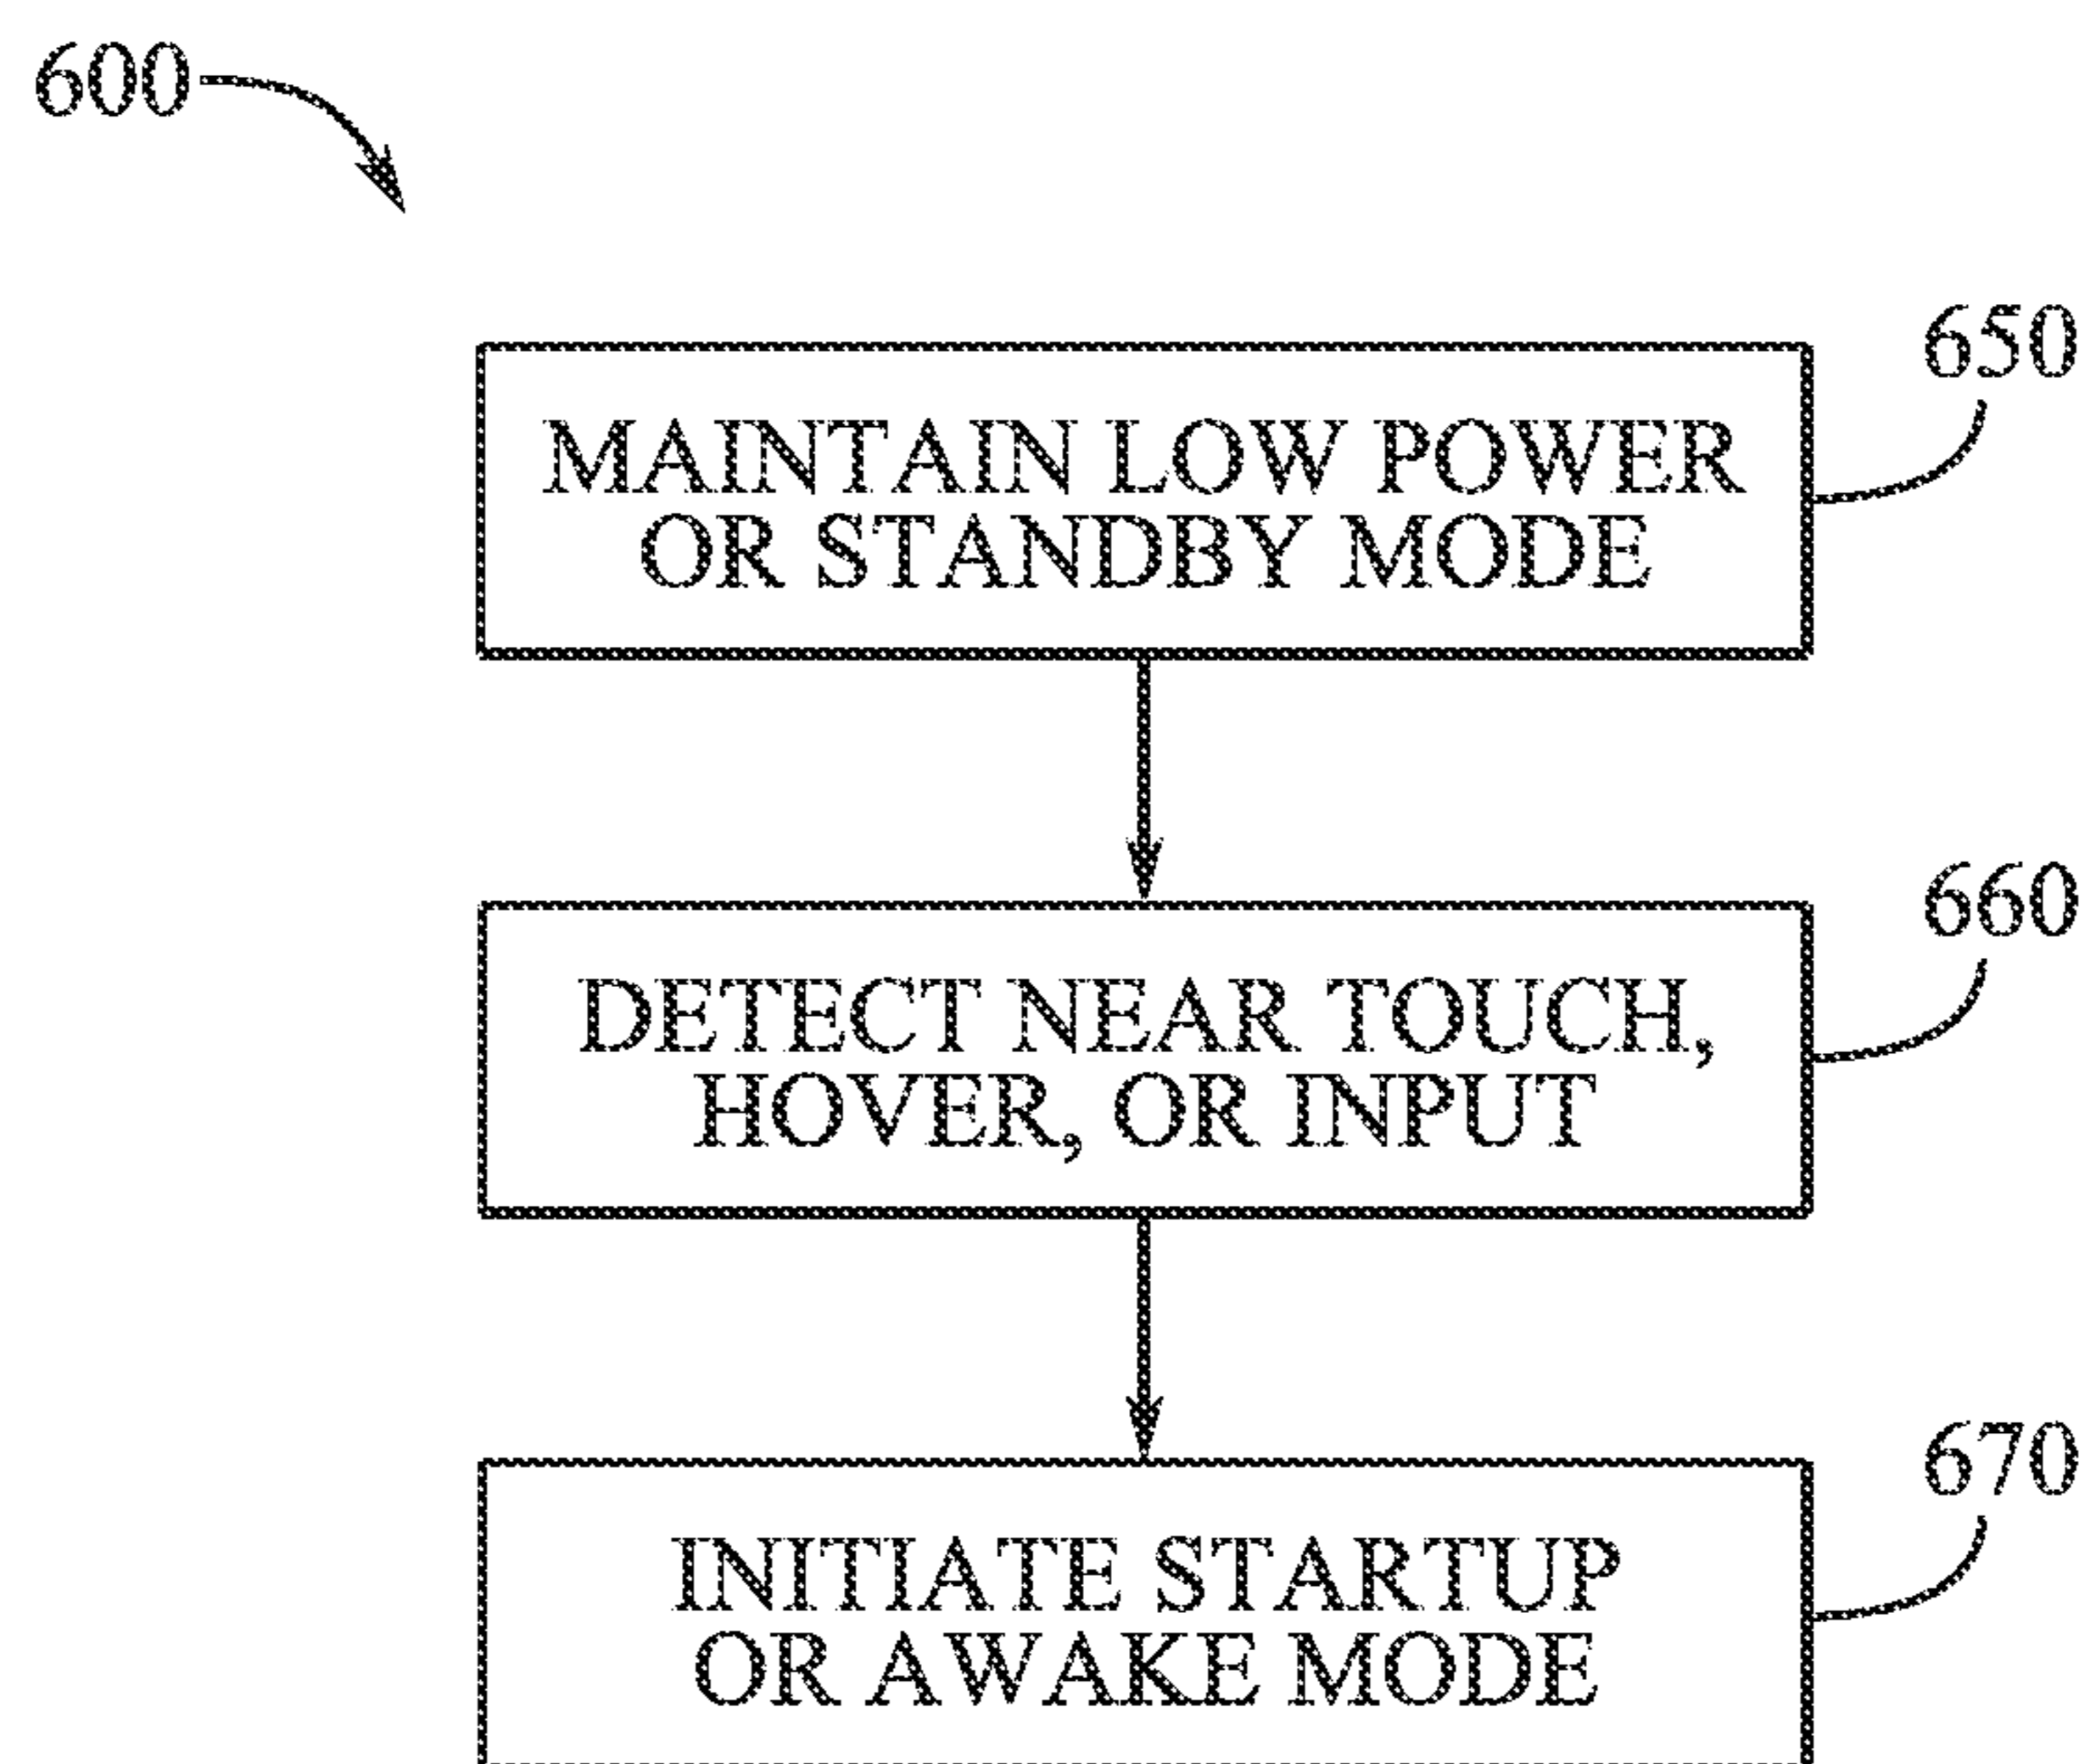 600
650
MAINTAIN LOW POWER
OR STANDBY MODE
660
DETECT NEAR TOUCH,
HOVER, OR INPUT
670
INITIATE STARTUP
OR AWAKE MODE